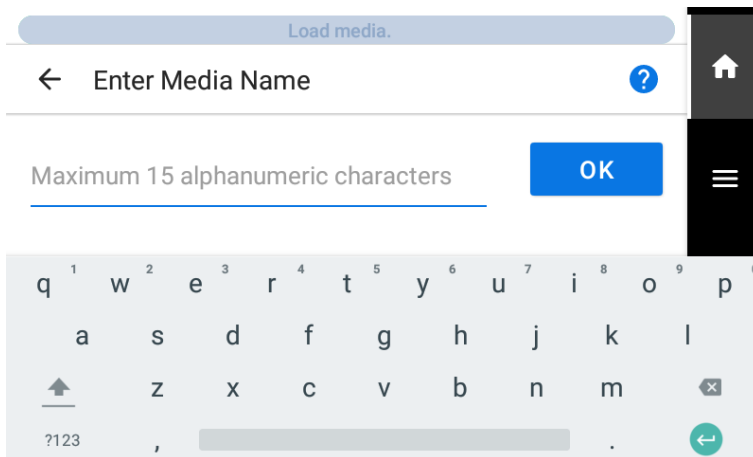 Load media.
Enter Media Name
?
Maximum 15 alphanumeric characters
OK
q 1 w 2 e 3 r 4 t 5 y 6 u 7 i 8 o 9 p
a s d f g h j k l
z x c v b n m
?123 , .